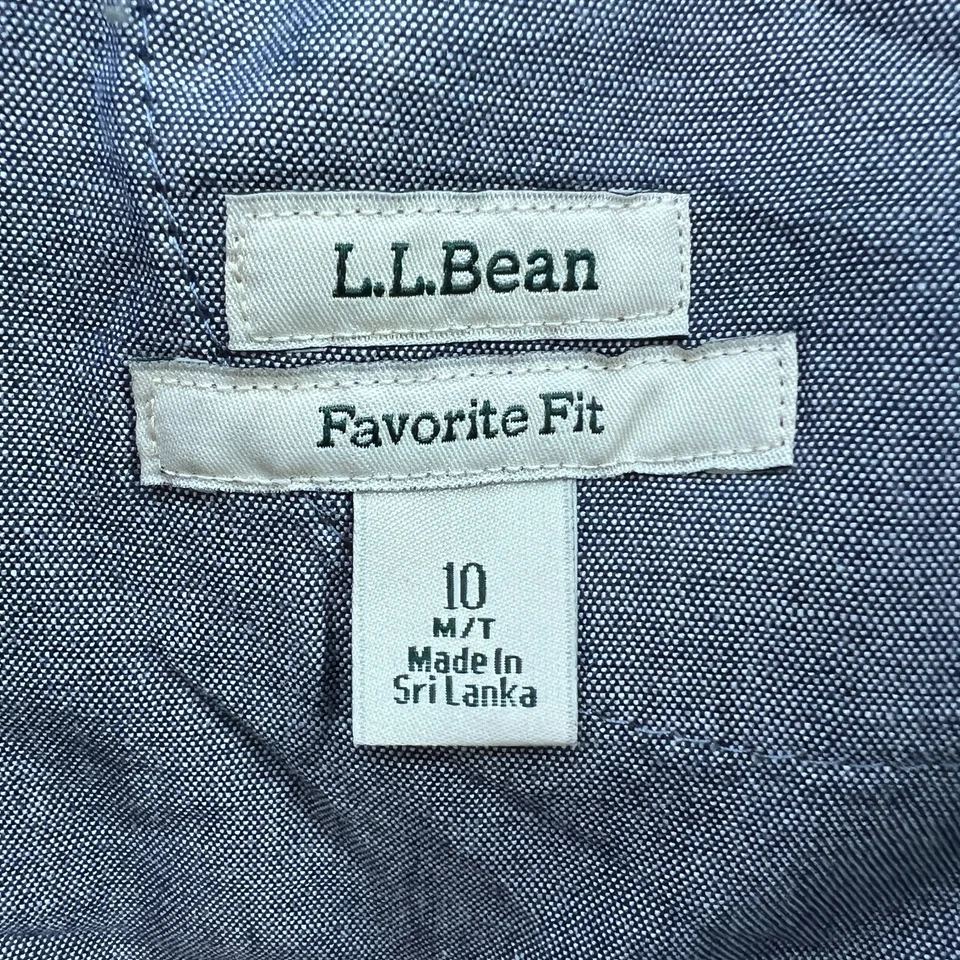 L.L.Bean
Favorite Fit
10
M/T
Made In
Sri Lanka